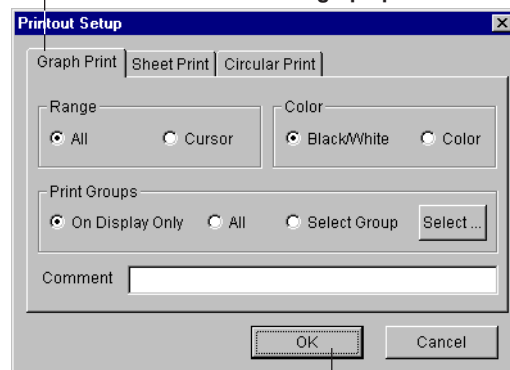 Printout Setup
Graph Print Sheet Print Circular Print
Range Color
All Cursor Black/White Color
Print Groups
On Display Only All Select Group Select ...
Comment
OK Cancel